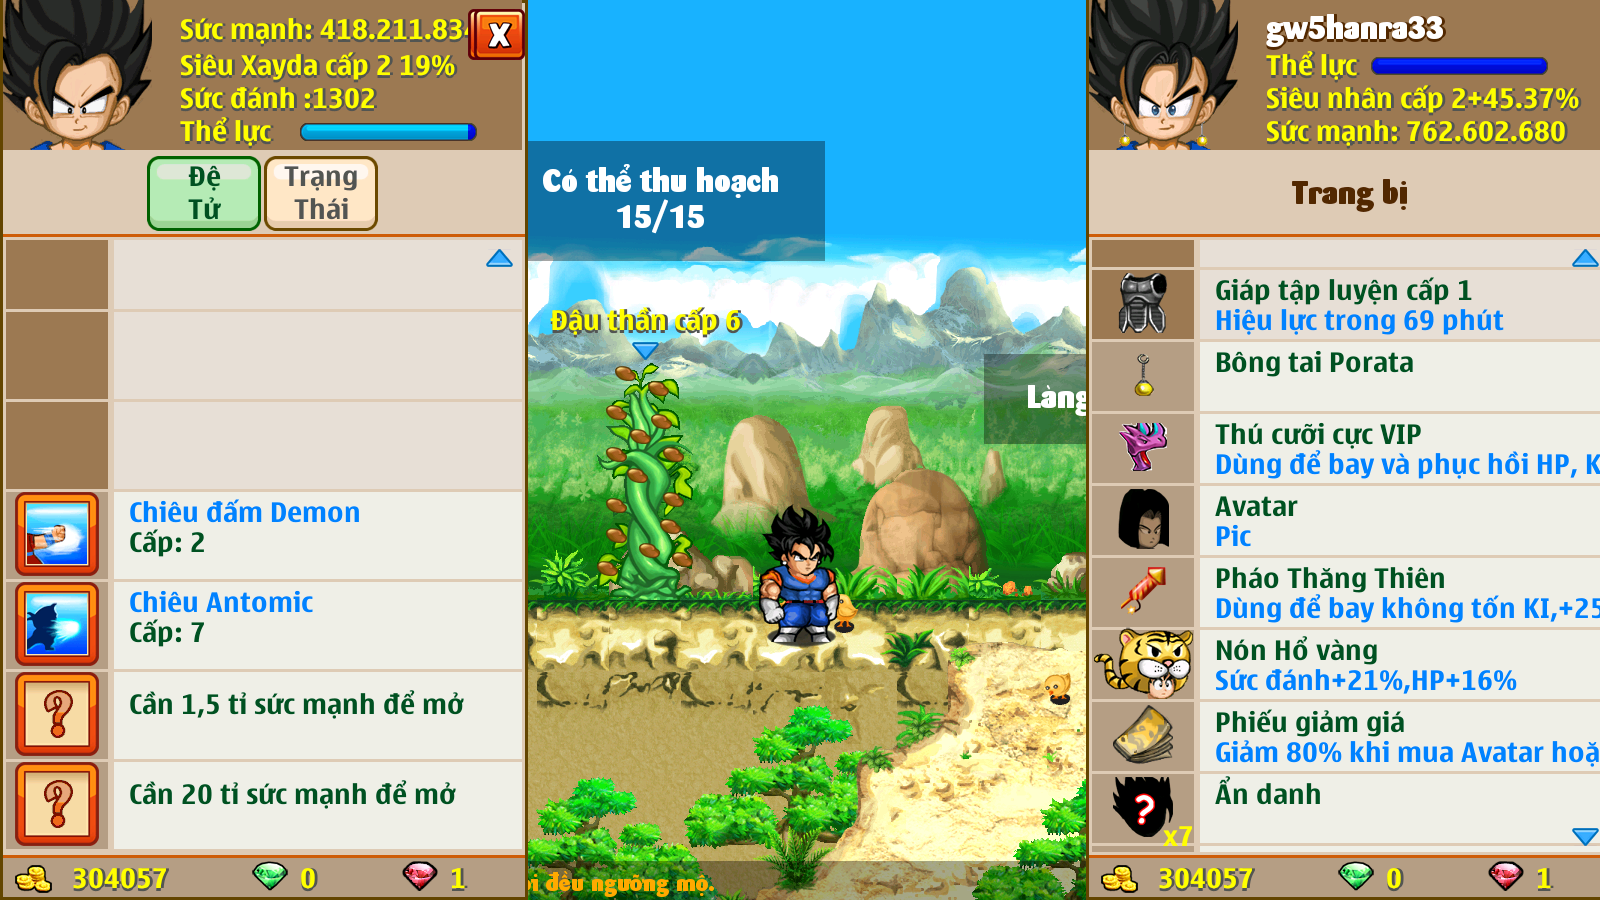 Sức mạnh: 418.211.834
X
Siêu Xayda cấp 2 19%
Sức đánh :1302
Thể lực
Đệ
Tử
Trạng
Thái
Chiêu đấm Demon
Cấp: 2
Chiêu Antomic
Cấp: 7
Cần 1,5 tỉ sức mạnh để mở
Cần 20 tỉ sức mạnh để mở
304057
0
1
Có thể thu hoạch
15/15
Đậu thần cấp 6
Làng
đều ngưỡng mộ.
gw5hanra33
Thể lực
Siêu nhân cấp 2+45.37%
Sức mạnh: 762.602.680
Trang bị
Giáp tập luyện cấp 1
Hiệu lực trong 69 phút
Bông tai Porata
Thú cưỡi cực VIP
Dùng để bay và phục hồi HP, K
Avatar
Pic
Pháo Thăng Thiên
Dùng để bay không tốn KI,+25
Nón Hổ vàng
Sức đánh+21%,HP+16%
Phiếu giảm giá
Giảm 80% khi mua Avatar hoặ
Ẩn danh
?
x7
304057
0
1